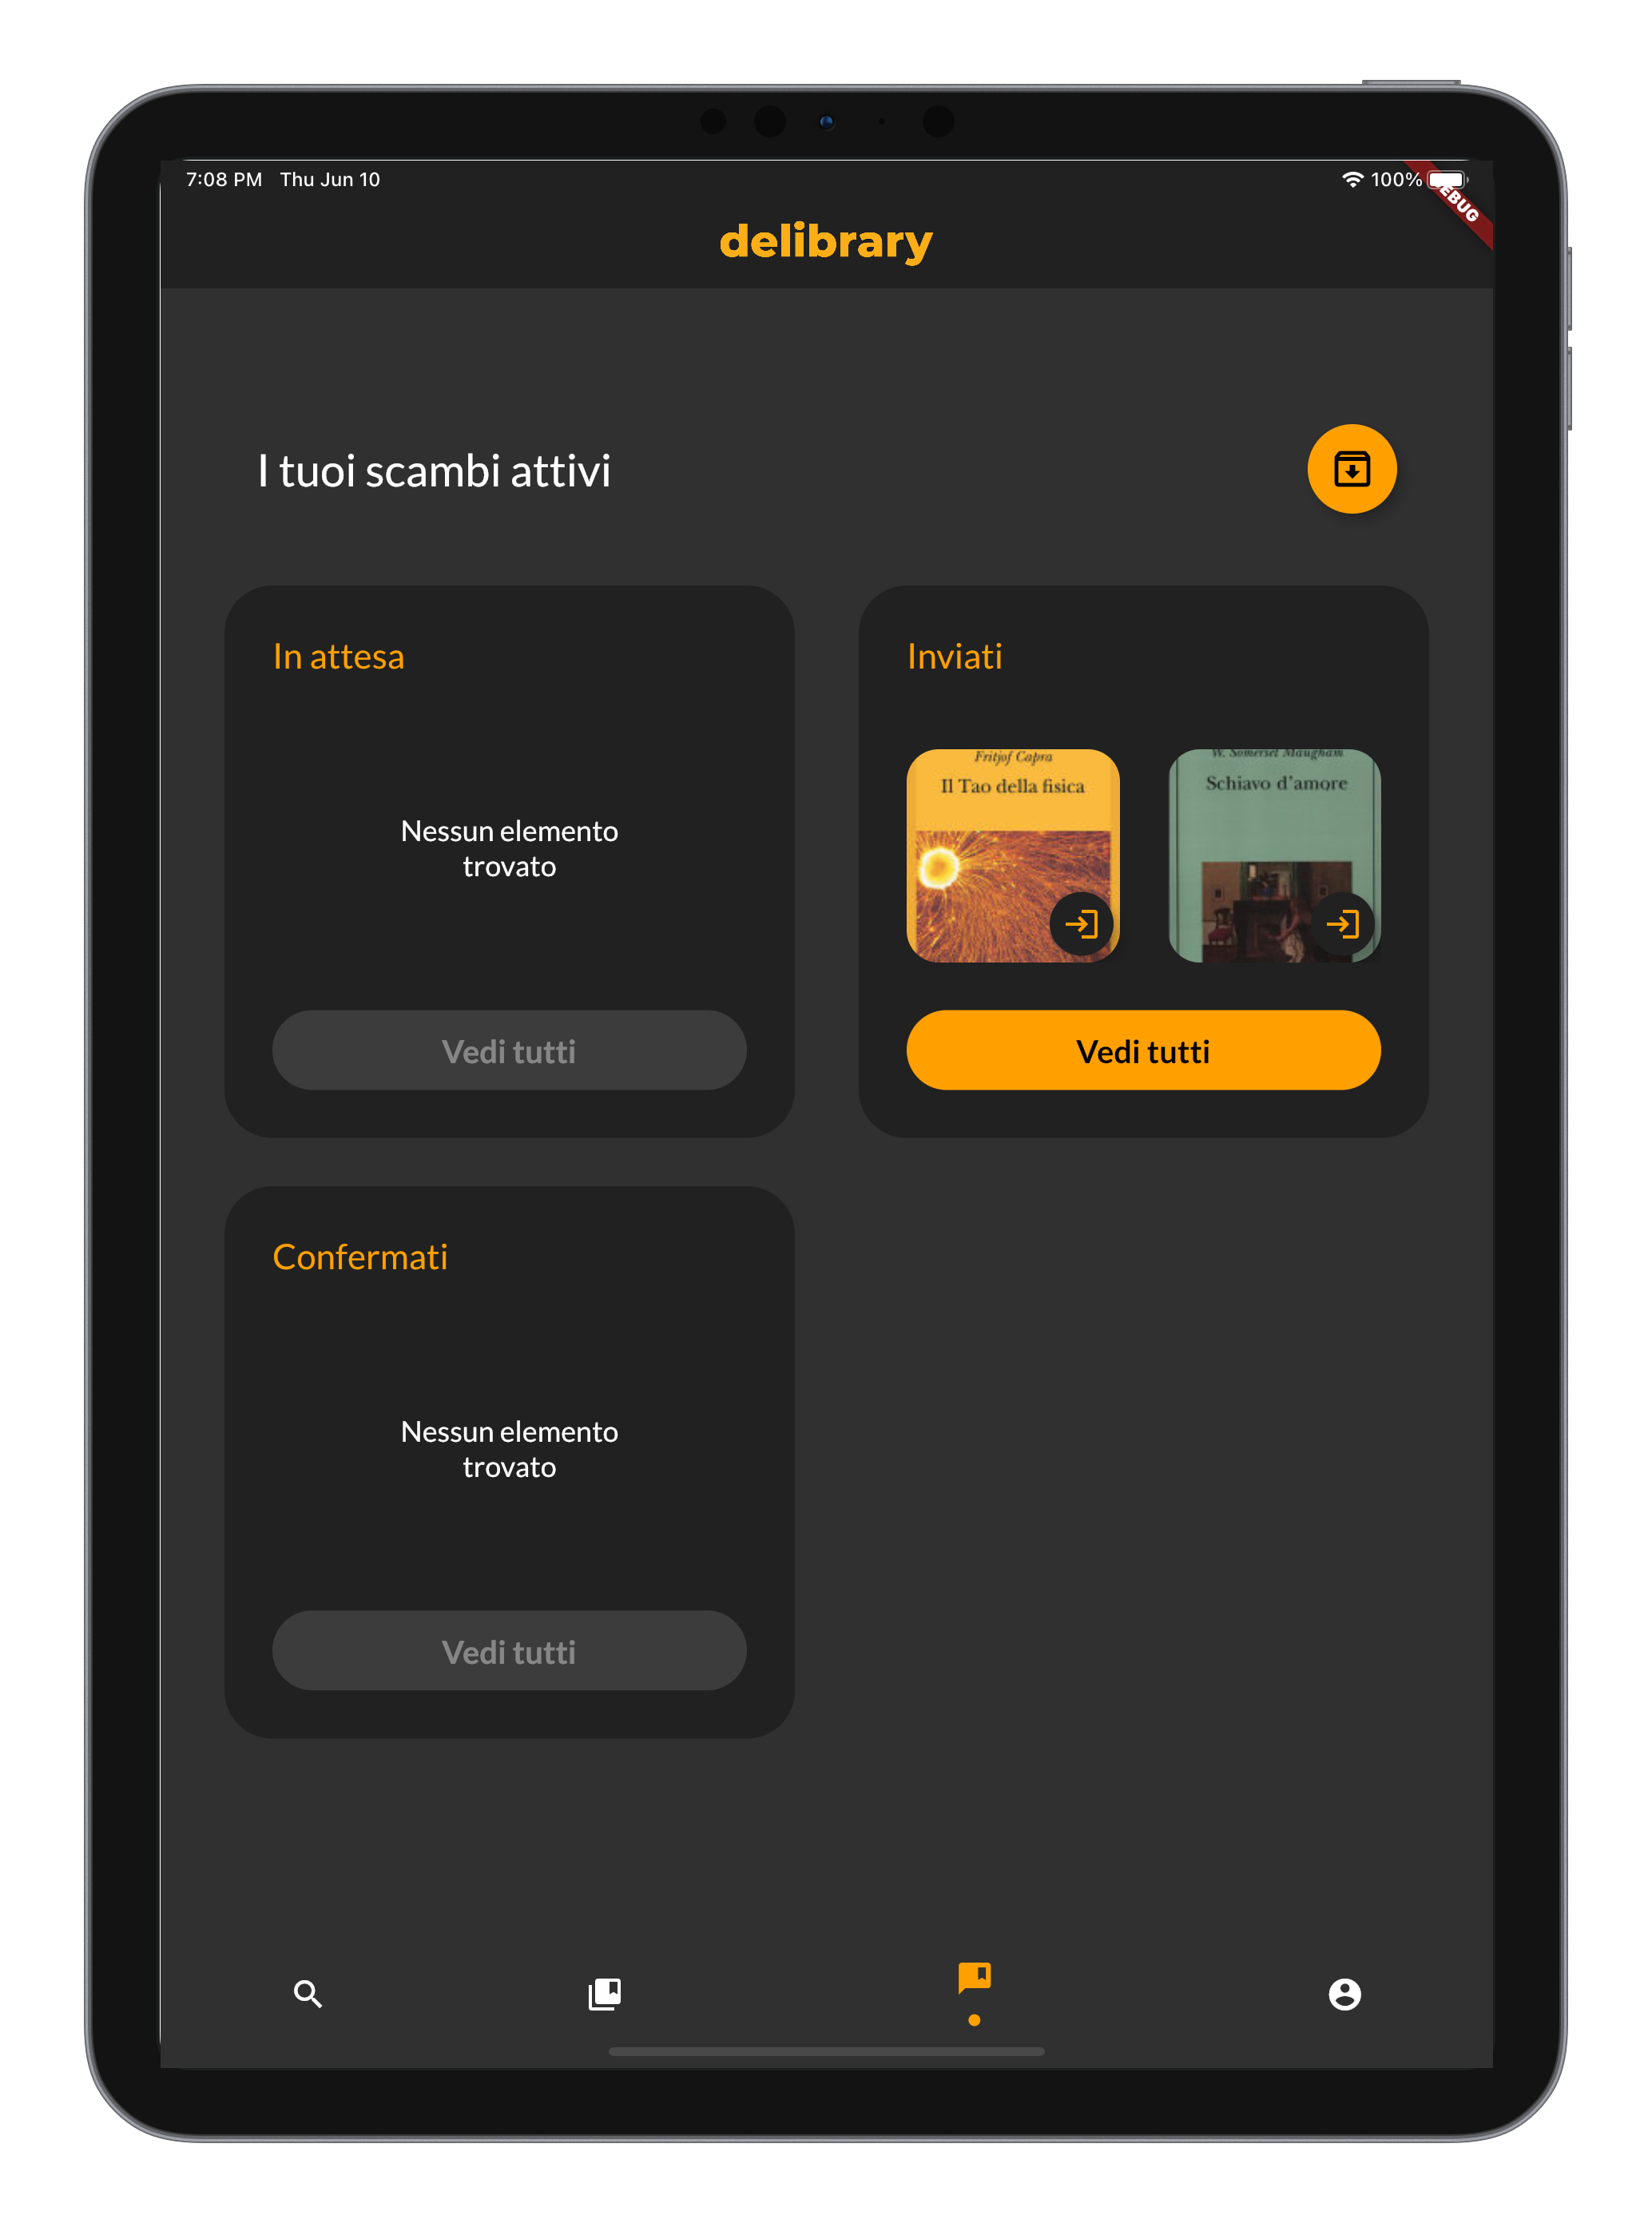 7:08 PM Thu Jun 10
100%
EBUG
delibrary
I tuoi scambi attivi
In attesa
Nessun elemento
trovato
Vedi tutti
Inviati
Fritjof Capra
Il Tao della fisica
W. Somerset Maugham
Schiavo d'amore
Vedi tutti
Confermati
Nessun elemento
trovato
Vedi tutti